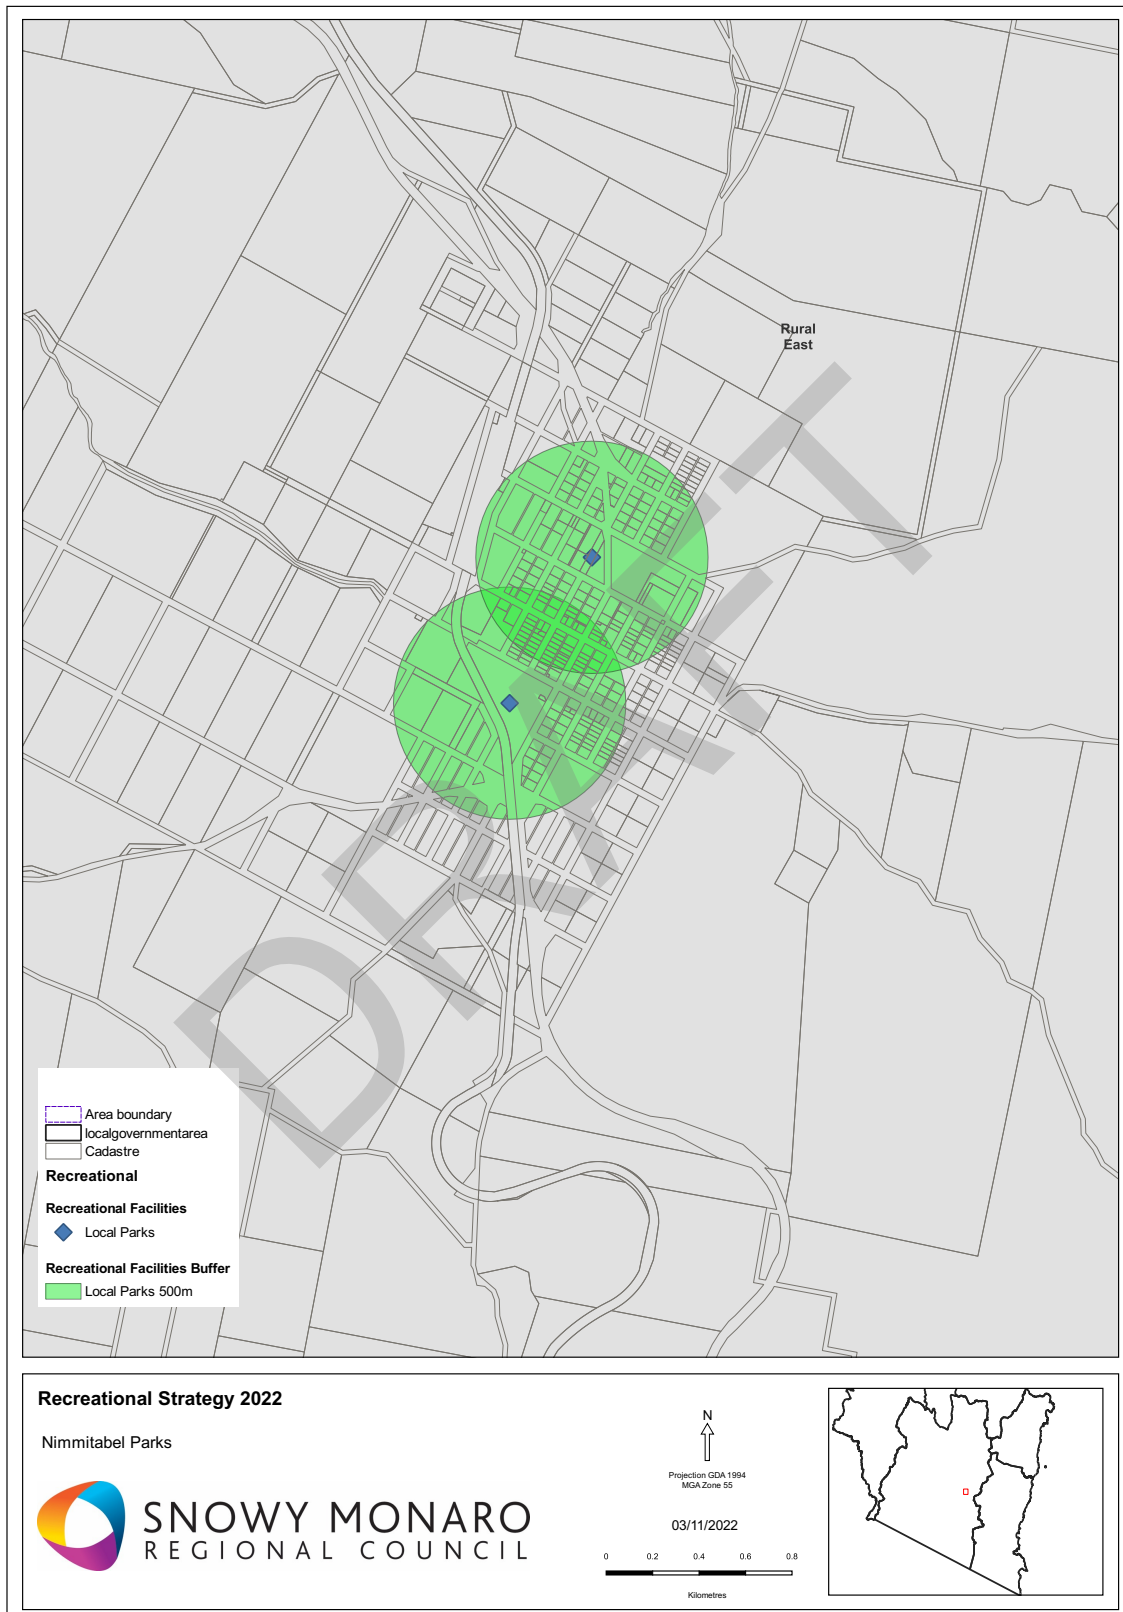 Rural
East
DRAFT
Area boundary
localgovernmentarea
Cadastre
Recreational
Recreational Facilities
Local Parks
Recreational Facilities Buffer
Local Parks 500m
Recreational Strategy 2022
Nimmitabel Parks
SNOWY MONARO
REGIONAL COUNCIL
N
Projection GDA 1994
MGA Zone 55
03/11/2022
0 0.2 0.4 0.6 0.8
Kilometres